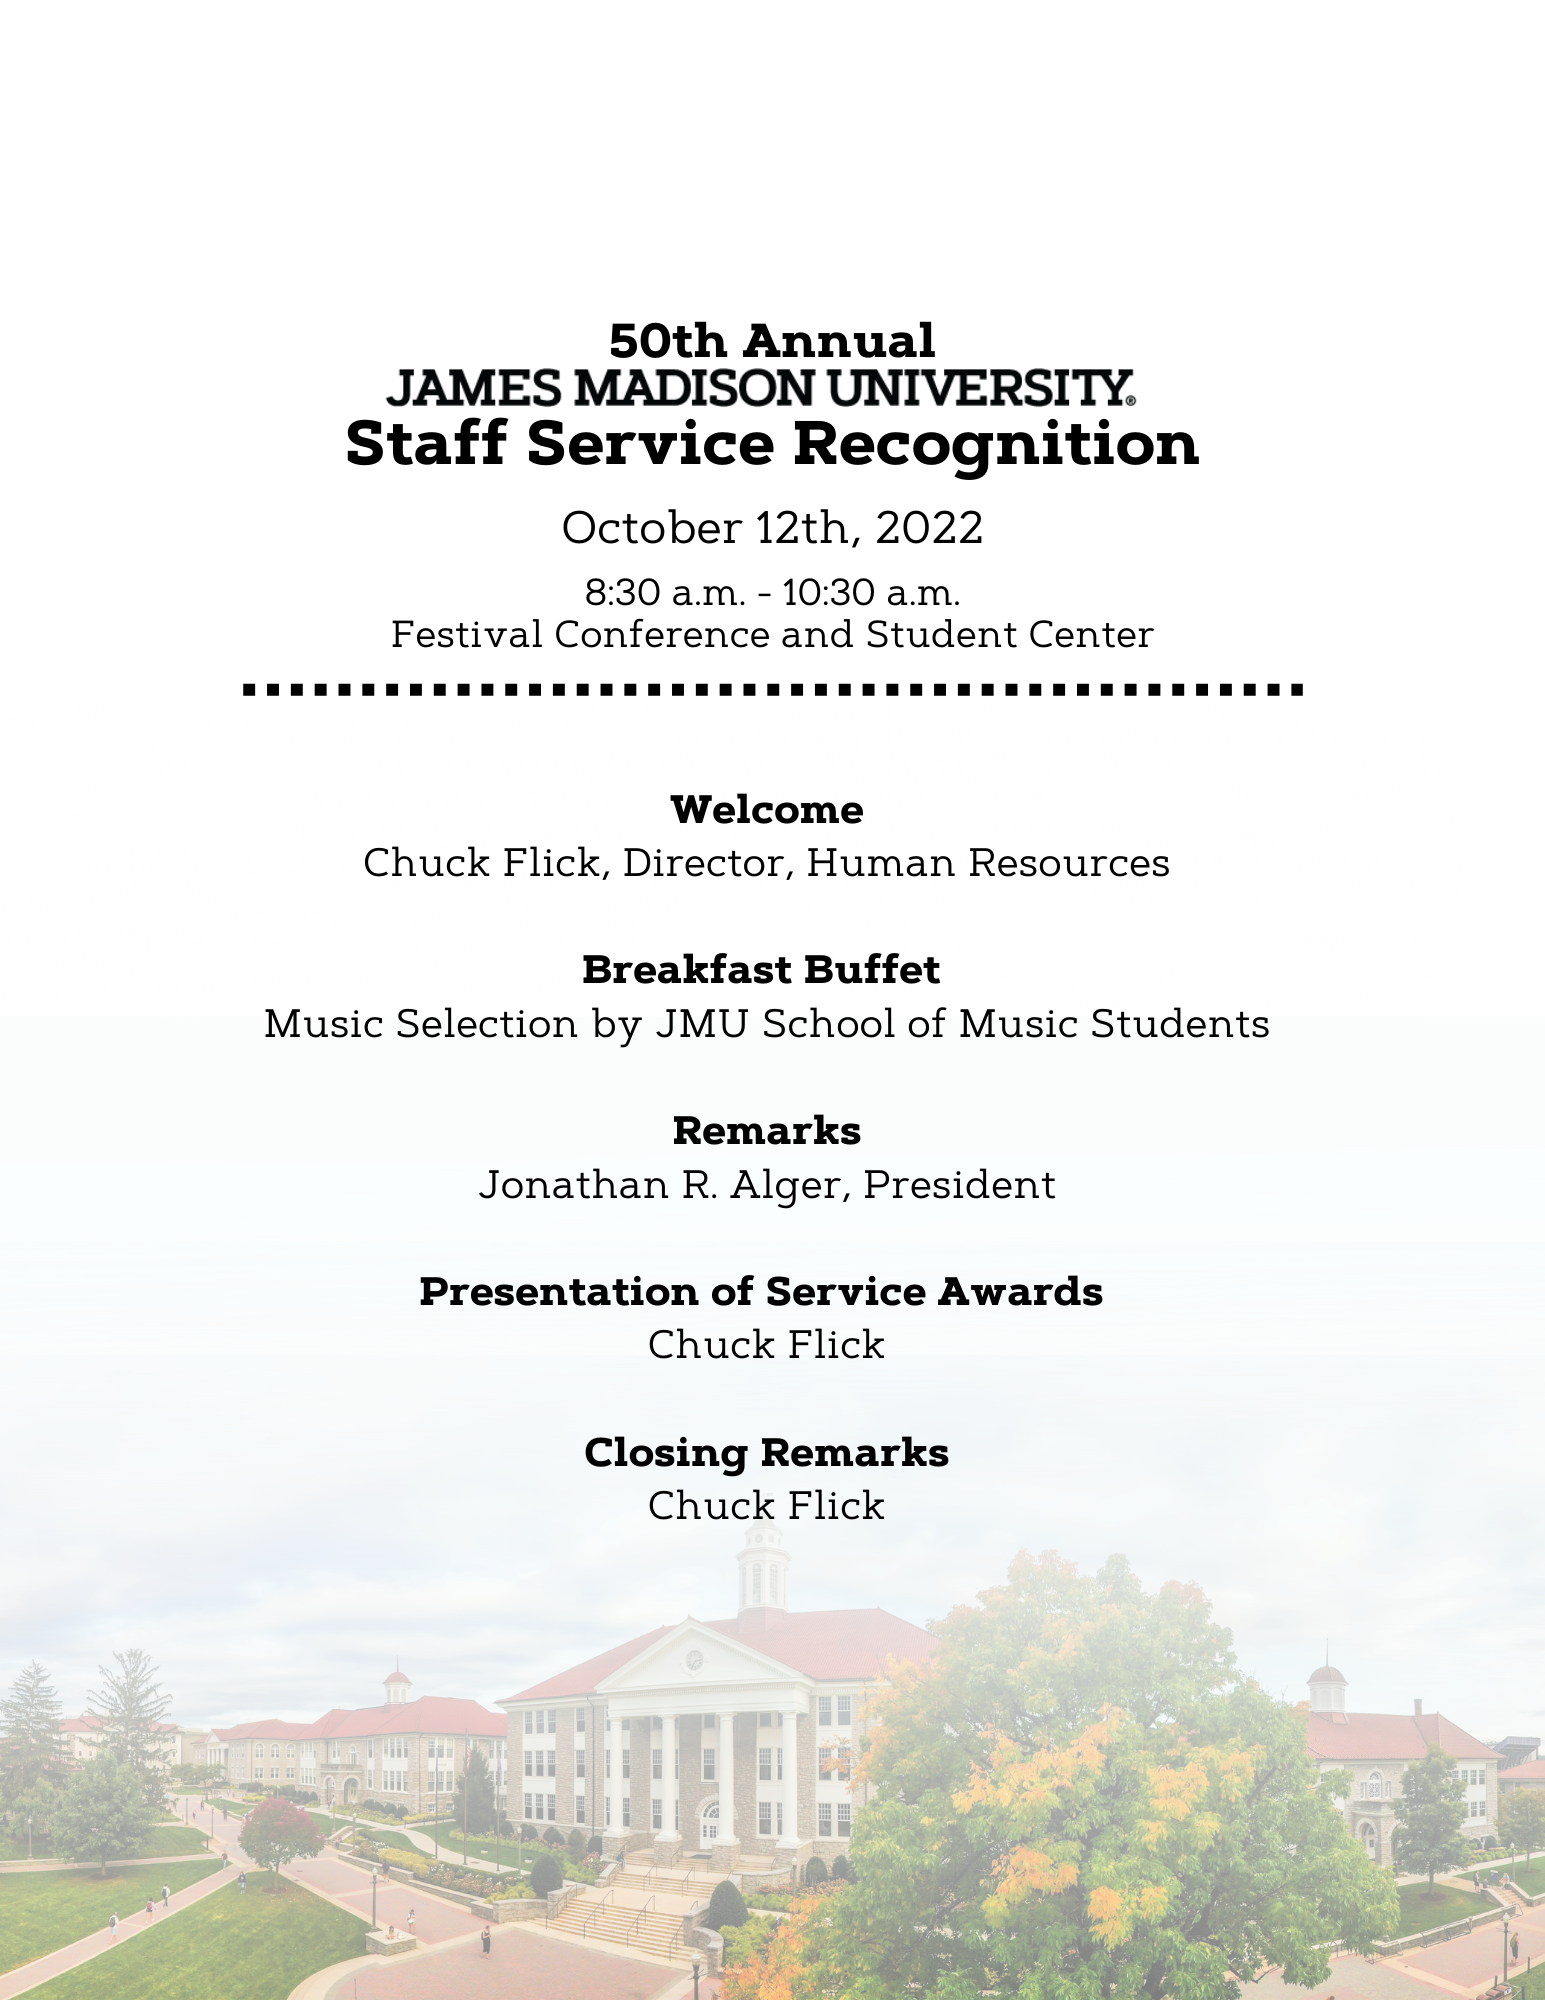 50th Annual
JAMES MADISON UNIVERSITY®
Staff Service Recognition
October 12th, 2022
8:30 a.m. - 10:30 a.m.
Festival Conference and Student Center
Welcome
Chuck Flick, Director, Human Resources
Breakfast Buffet
Music Selection by JMU School of Music Students
Remarks
Jonathan R. Alger, President
Presentation of Service Awards
Chuck Flick
Closing Remarks
Chuck Flick